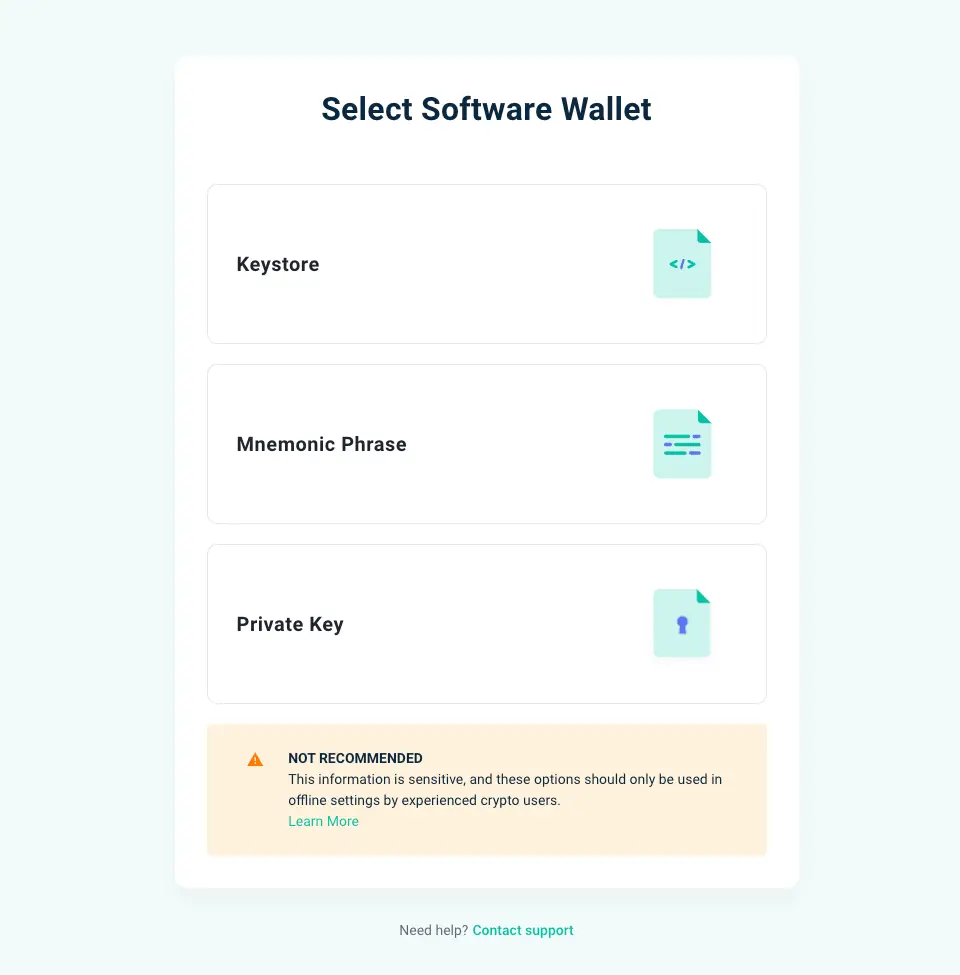 Select Software Wallet
Keystore
</>
Mnemonic Phrase
Private Key
NOT RECOMMENDED
This information is sensitive, and these options should only be used in
offline settings by experienced crypto users.
Learn More
Need help? Contact support